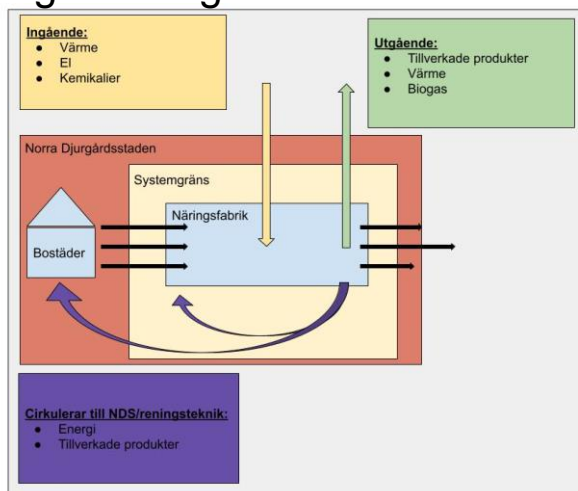 Ingående:
● Värme
● El
● Kemikalier
Utgående:
● Tillverkade produkter
● Värme
● Biogas
Norra Djurgårdsstaden
Systemgräns
Näringsfabrik
Bostäder
Cirkulerar till NDS/reningsteknik:
● Energi
● Tillverkade produkter